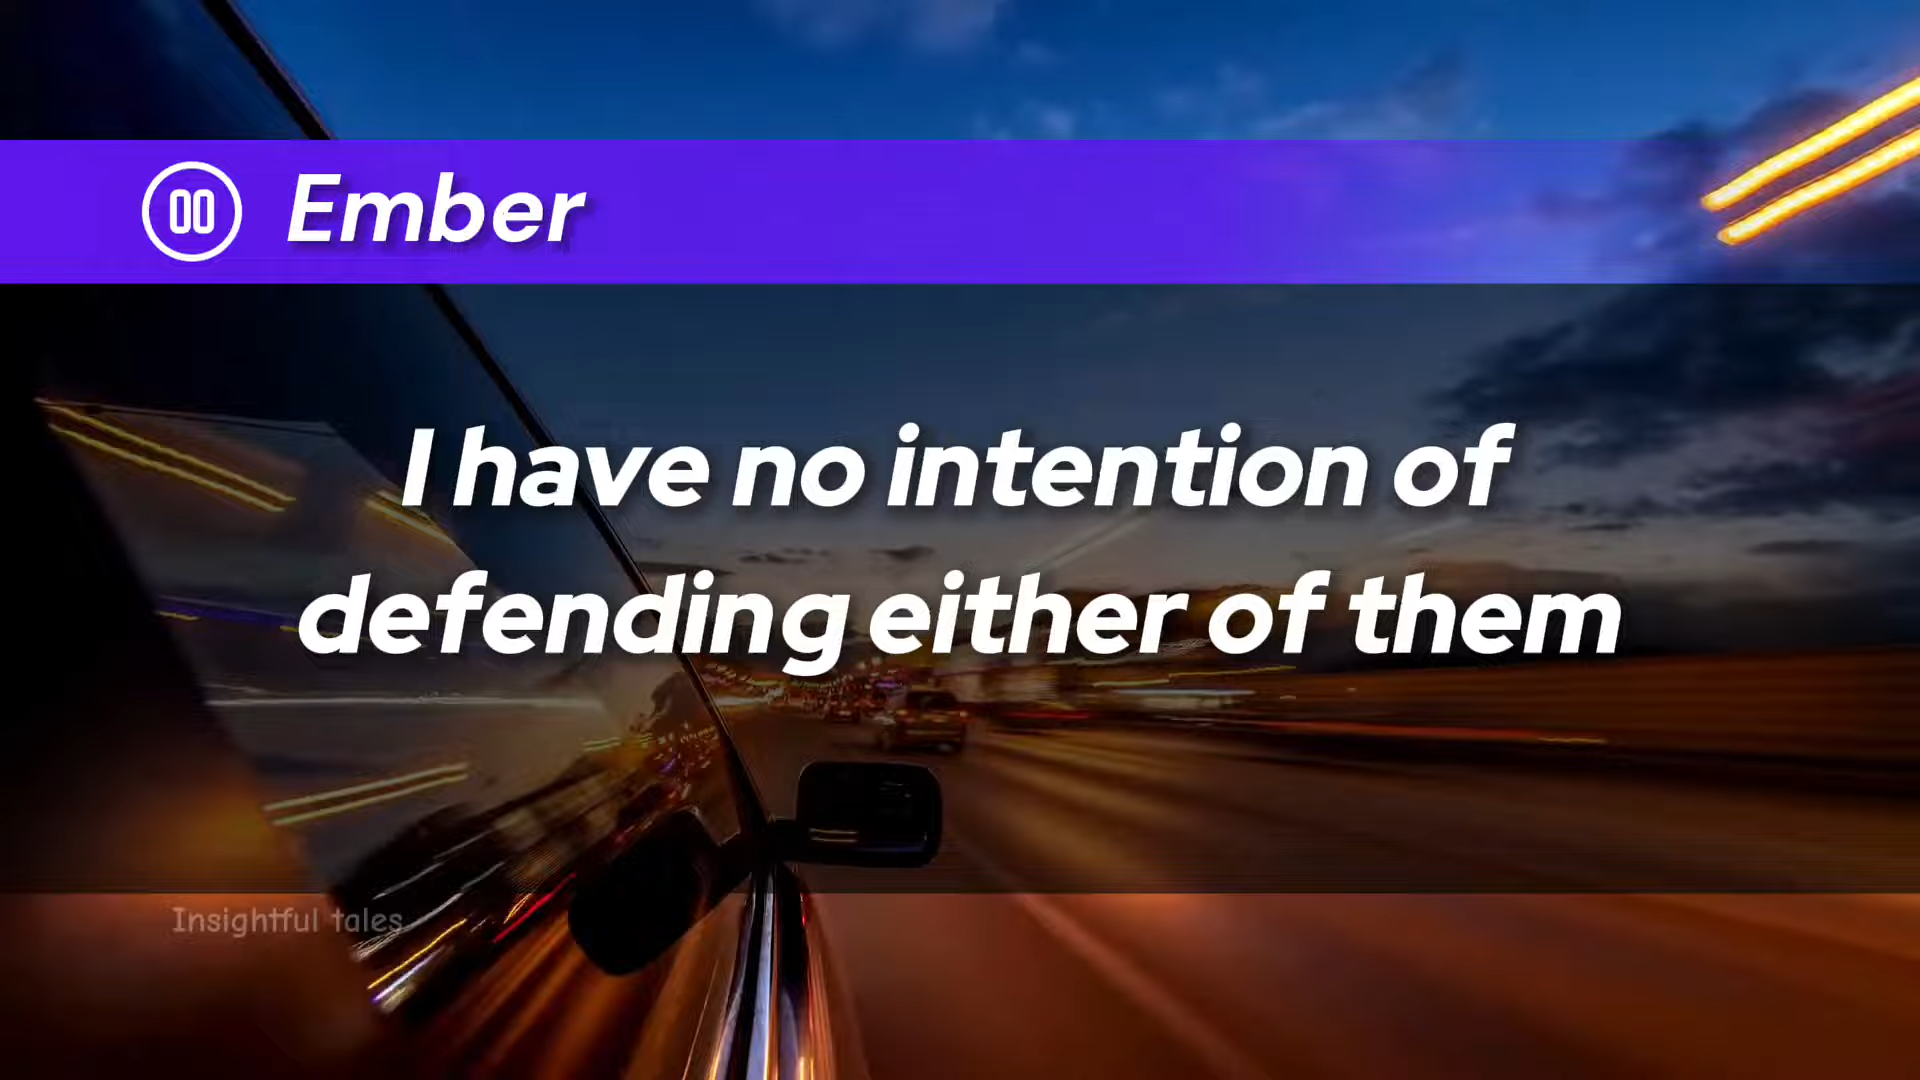 Ember
I have no intention of
defending either of them
Insightful tales